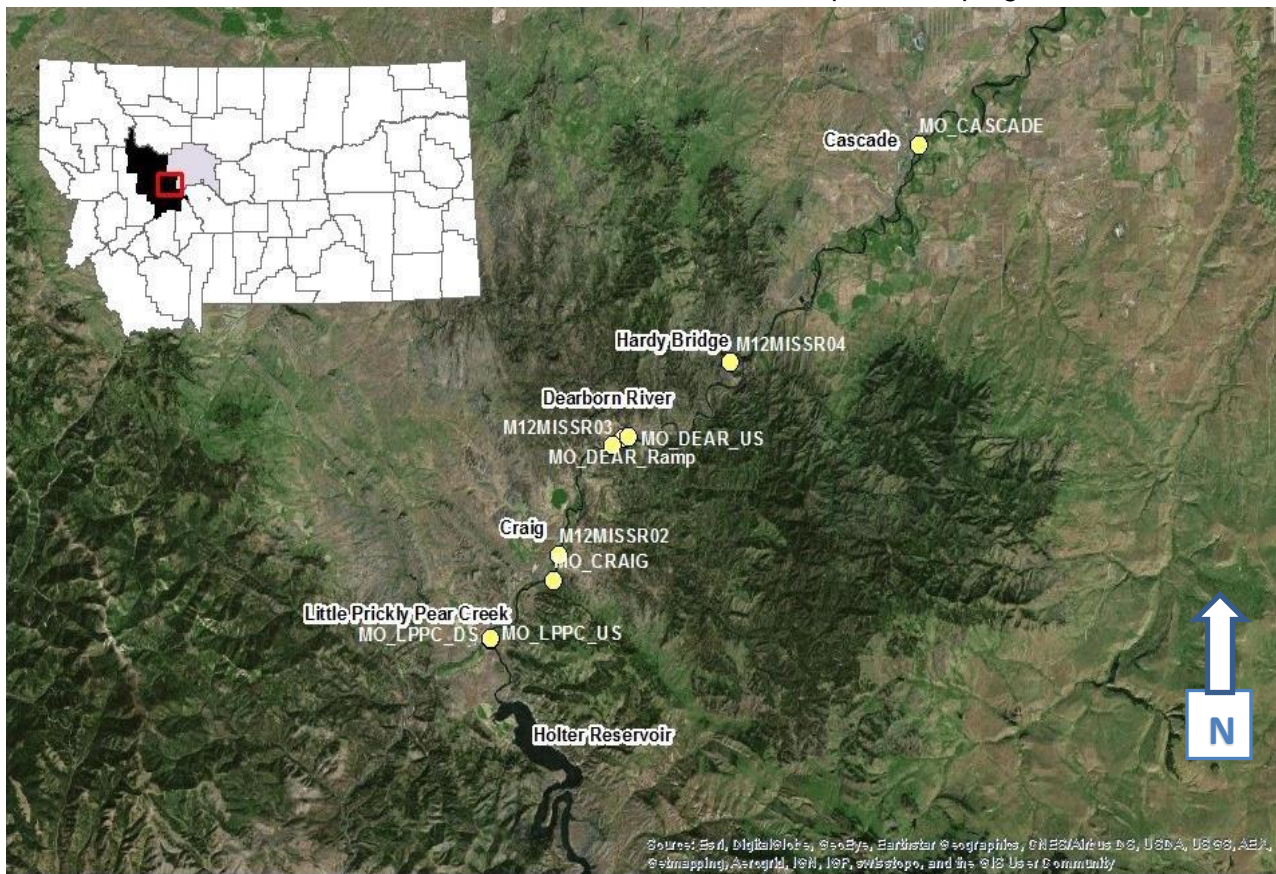 MO_CASCADE
Cascade
Hardy Bridge
M12MISSR04
Dearborn River
M12MISSR03
MO_DEAR_US
MO_DEAR_Ramp
Craig
M12MISSR02
MO_CRAIG
Little Prickly Pear Creek
MO_LPPC_DS
MO_LPPC_US
Holter Reservoir
N
Source: Esri, DigitalGlobe, GeoEye, Earthstar Geographics, CNES/Airbus DS, USDA, USGS, AEX,
Getmapping, Aerogrid, IGN, IGP, swisstopo, and the GIS User Community